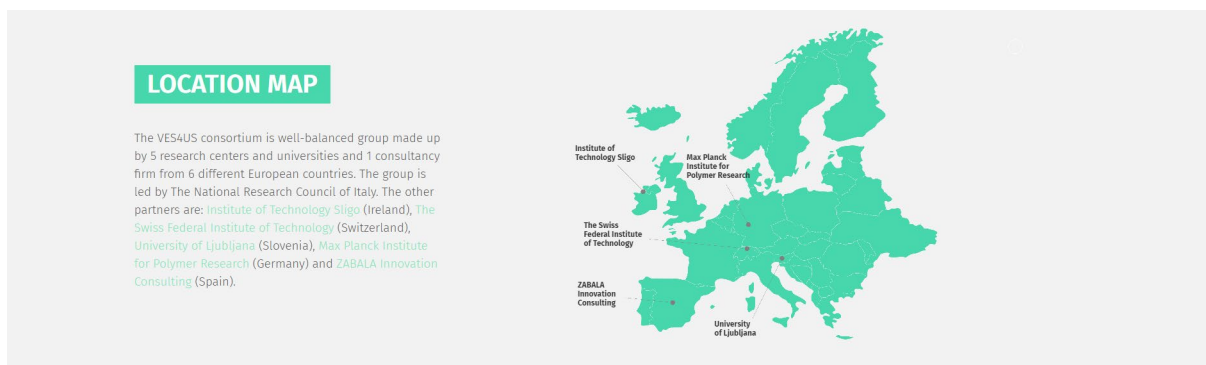 LOCATION MAP
The VES4US consortium is well-balanced group made up
by 5 research centers and universities and 1 consultancy
firm from 6 different European countries. The group is
led by The National Research Council of Italy. The other
partners are: Institute of Technology Sligo (Ireland), The
Swiss Federal Institute of Technology (Switzerland),
University of Ljubljana (Slovenia), Max Planck Institute
for Polymer Research (Germany) and ZABALA Innovation
Consulting (Spain).
Institute of
Technology Sligo
Max Planck
Institute for
Polymer Research
The Swiss
Federal Institute
of Technology
ZABALA
Innovation
Consulting
University
of Ljubljana